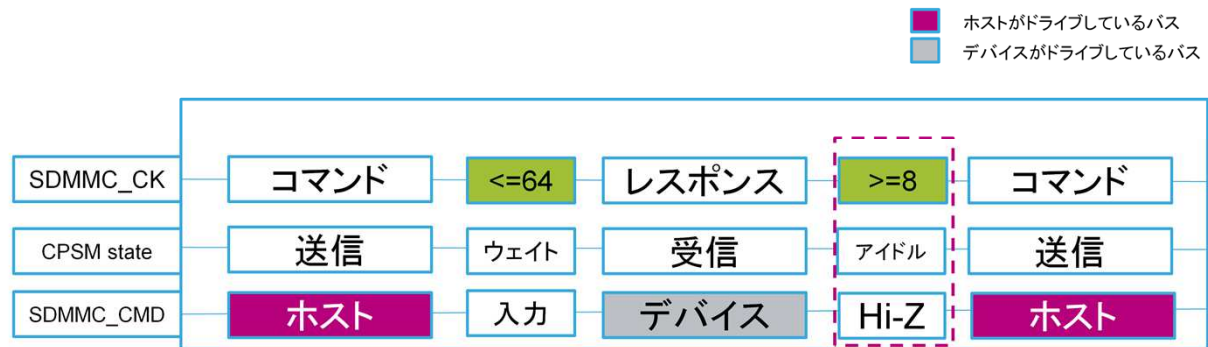 ホストがドライブしているバス
デバイスがドライブしているバス
SDMMC_CK コマンド <=64 レスポンス >=8 コマンド
CPSM state 送信 ウェイト 受信 アイドル 送信
SDMMC_CMD ホスト 入力 デバイス Hi-Z ホスト